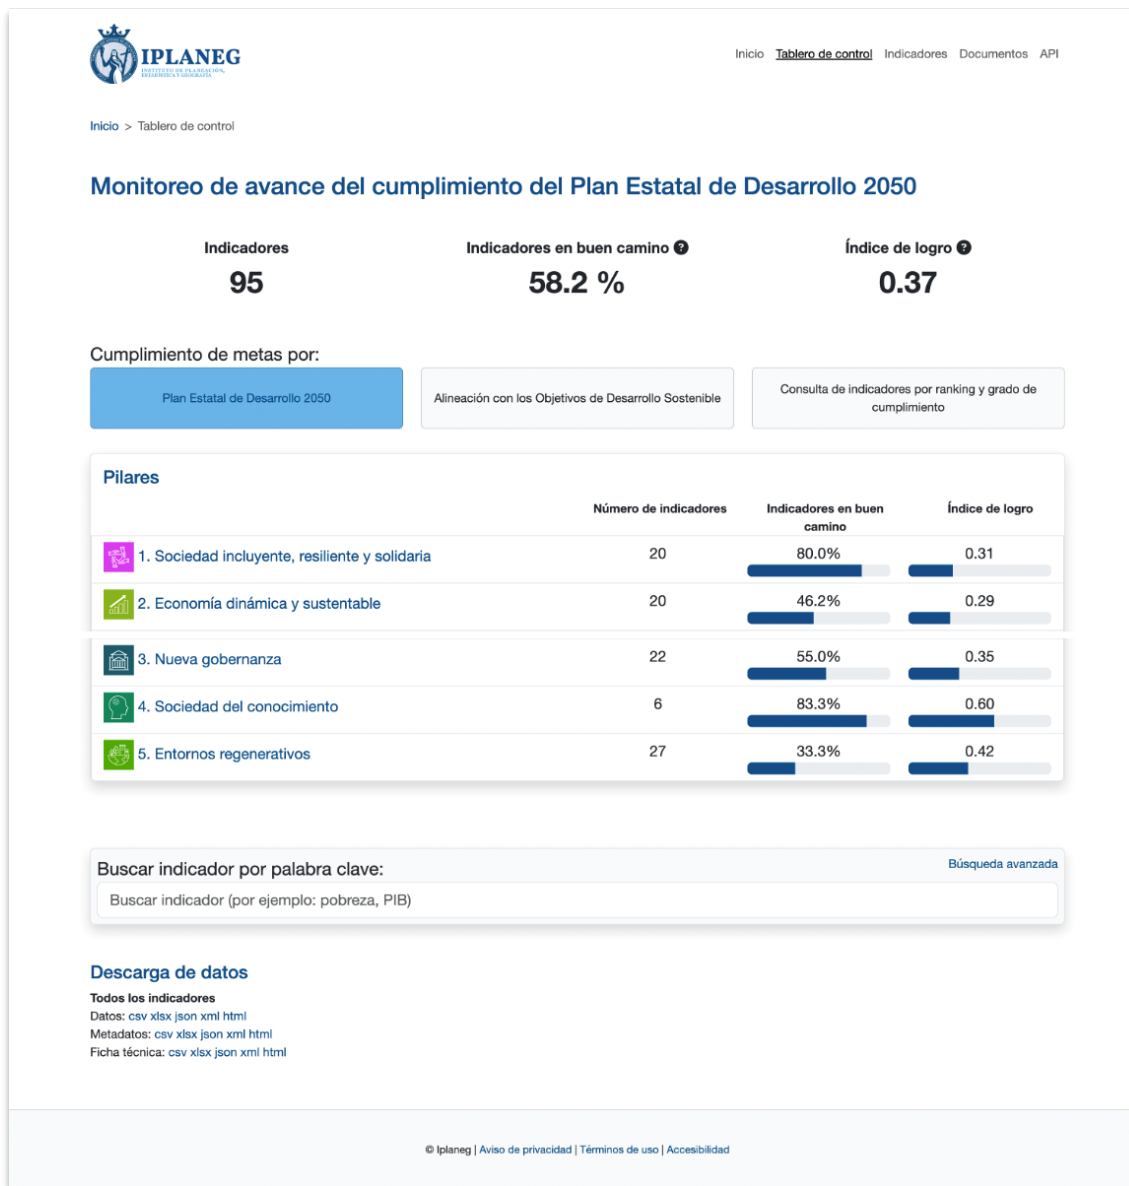 IPLANEG
INSTITUTO DE PLANEACIÓN,
ESTADÍSTICA Y GEOGRAFÍA
Inicio Tablero de control Indicadores Documentos API
Inicio > Tablero de control
Monitoreo de avance del cumplimiento del Plan Estatal de Desarrollo 2050
Indicadores Indicadores en buen camino ? Índice de logro ?
95 58.2 % 0.37
Cumplimiento de metas por:
Plan Estatal de Desarrollo 2050
Alineación con los Objetivos de Desarrollo Sostenible
Consulta de indicadores por ranking y grado de
cumplimiento
Pilares
Número de indicadores
Indicadores en buen
camino
Índice de logro
1. Sociedad incluyente, resiliente y solidaria 20 80.0% 0.31
2. Economía dinámica y sustentable 20 46.2% 0.29
3. Nueva gobernanza 22 55.0% 0.35
4. Sociedad del conocimiento 6 83.3% 0.60
5. Entornos regenerativos 27 33.3% 0.42
Buscar indicador por palabra clave: Búsqueda avanzada
Buscar indicador (por ejemplo: pobreza, PIB)
Descarga de datos
Todos los indicadores
Datos: csv xlsx json xml html
Metadatos: csv xlsx json xml html
Ficha técnica: csv xlsx json xml html
© Iplaneg | Aviso de privacidad | Términos de uso | Accesibilidad